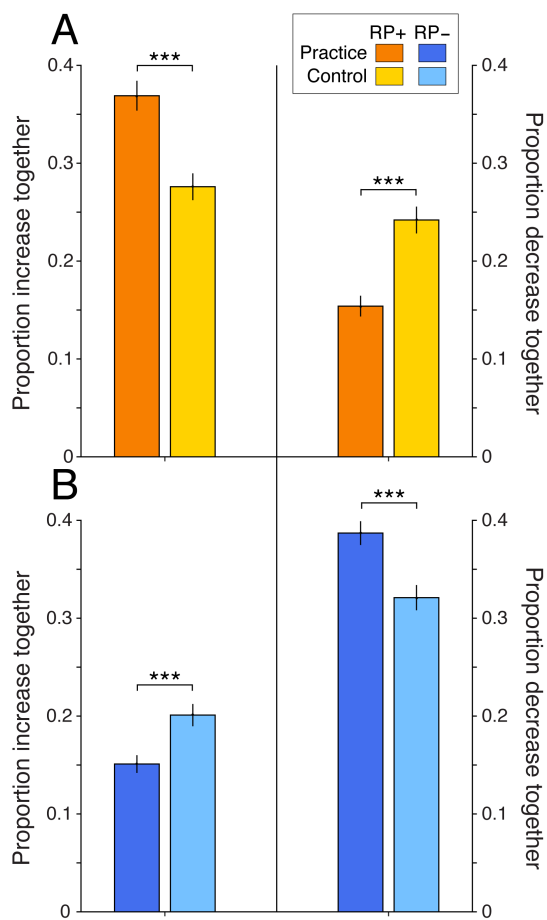 A
RP+ RP−
Practice
Control
***
***
0.4
0.3
0.2
0.1
0
Proportion increase together
0.4
0.3
0.2
0.1
0
Proportion decrease together
B
***
***
0.4
0.3
0.2
0.1
0
Proportion increase together
0.4
0.3
0.2
0.1
0
Proportion decrease together